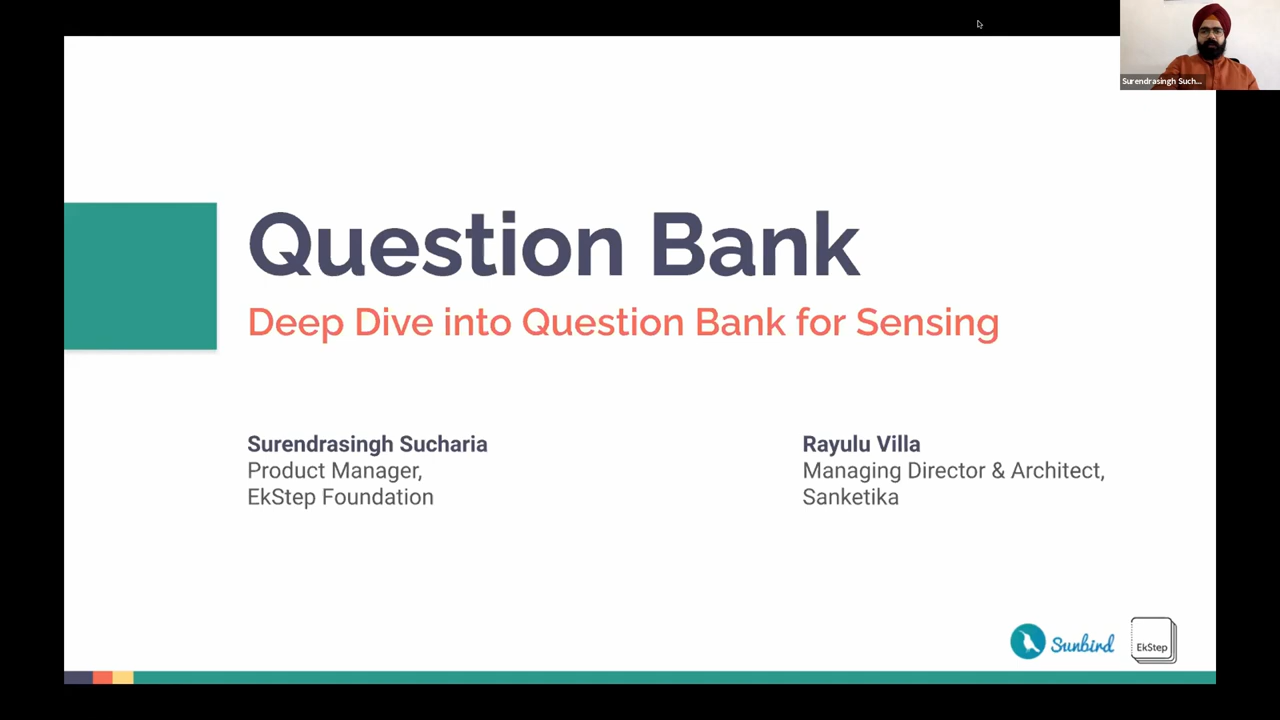 Surendrasingh Such...
Question Bank
Deep Dive into Question Bank for Sensing
Surendrasingh Sucharia
Product Manager,
EkStep Foundation
Rayulu Villa
Managing Director & Architect,
Sanketika
Sunbird
EkStep